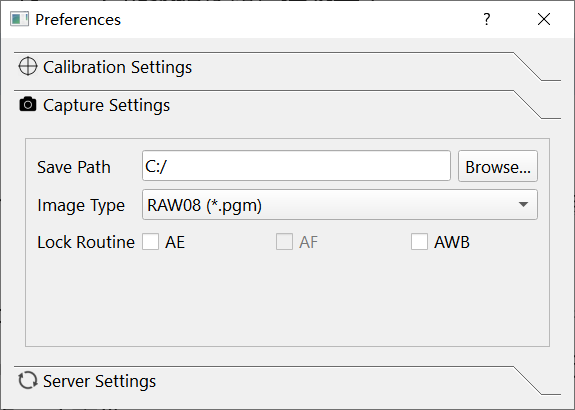 Preferences
Calibration Settings
Capture Settings
Save Path C:/ Browse...
Image Type RAW08 (*.pgm)
Lock Routine AE AF AWB
Server Settings